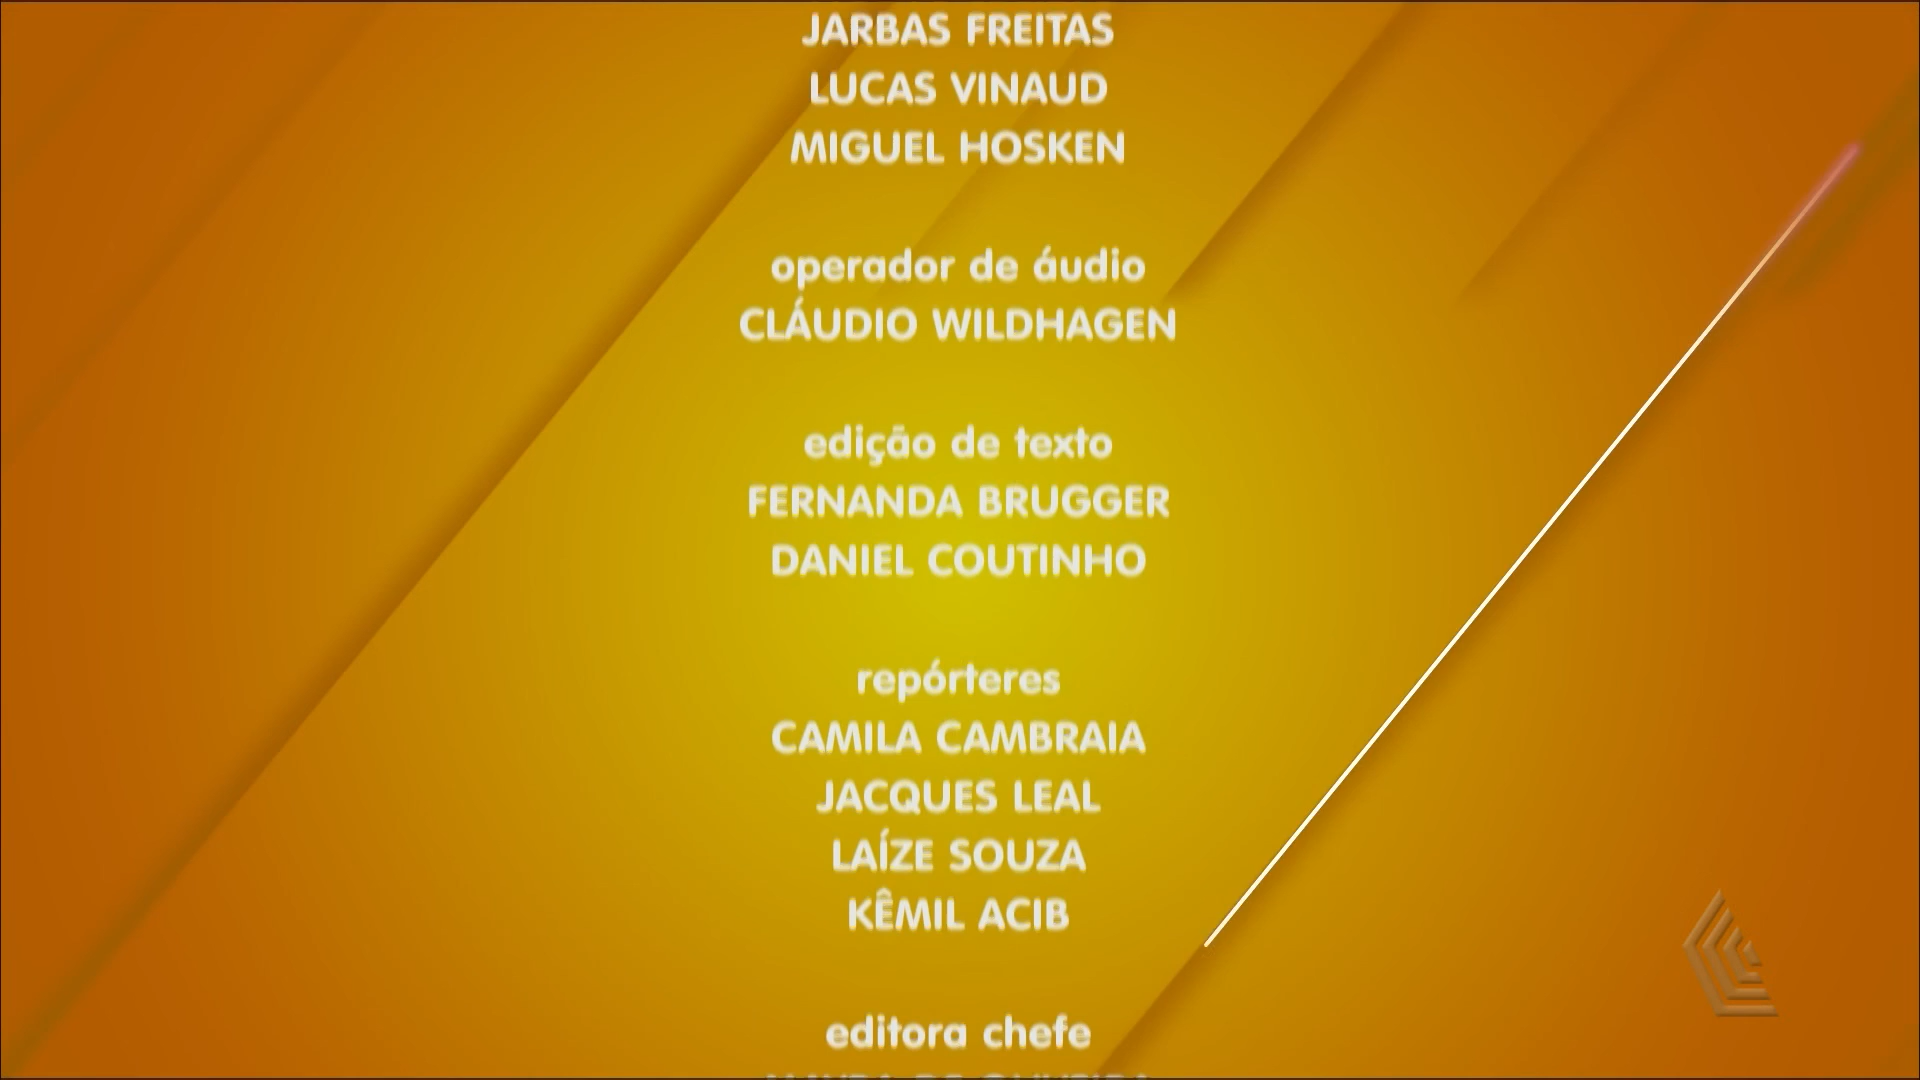 JARBAS FREITAS
LUCAS VINAUD
MIGUEL HOSKEN
operador de áudio
CLÁUDIO WILDHAGEN
edição de texto
FERNANDA BRUGGER
DANIEL COUTINHO
repórteres
CAMILA CAMBRAIA
JACQUES LEAL
LAÍZE SOUZA
KÊMIL ACIB
editora chefe